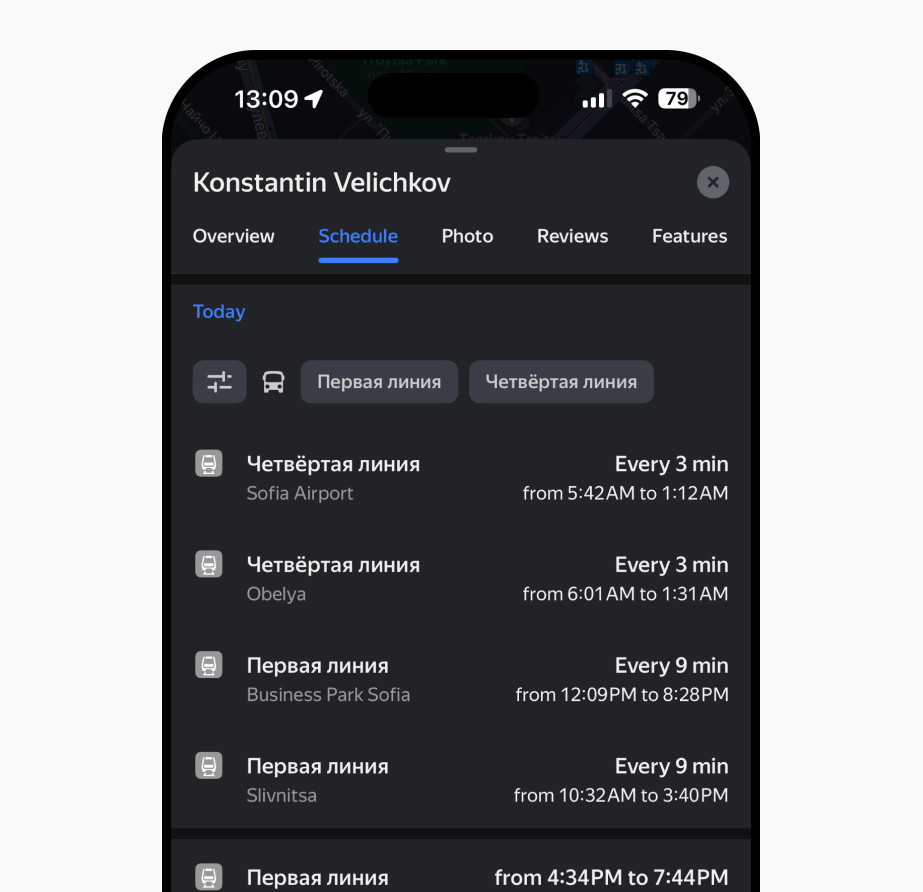 13:09
79
Konstantin Velichkov
Overview Schedule Photo Reviews Features
Today
Первая линия Четвёртая линия
Четвёртая линия Every 3 min
Sofia Airport from 5:42AM to 1:12AM
Четвёртая линия Every 3 min
Obelya from 6:01AM to 1:31AM
Первая линия Every 9 min
Business Park Sofia from 12:09PM to 8:28PM
Первая линия Every 9 min
Slivnitsa from 10:32AM to 3:40PM
Первая линия from 4:34PM to 7:44PM